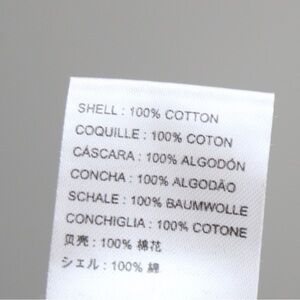 SHELL : 100% COTTON
COQUILLE : 100% COTON
CÁSCARA : 100% ALGODÓN
CONCHA : 100% ALGODÃO
SCHALE : 100% BAUMWOLLE
CONCHIGLIA : 100% COTONE
贝壳 : 100% 棉花
シェル : 100% 綿